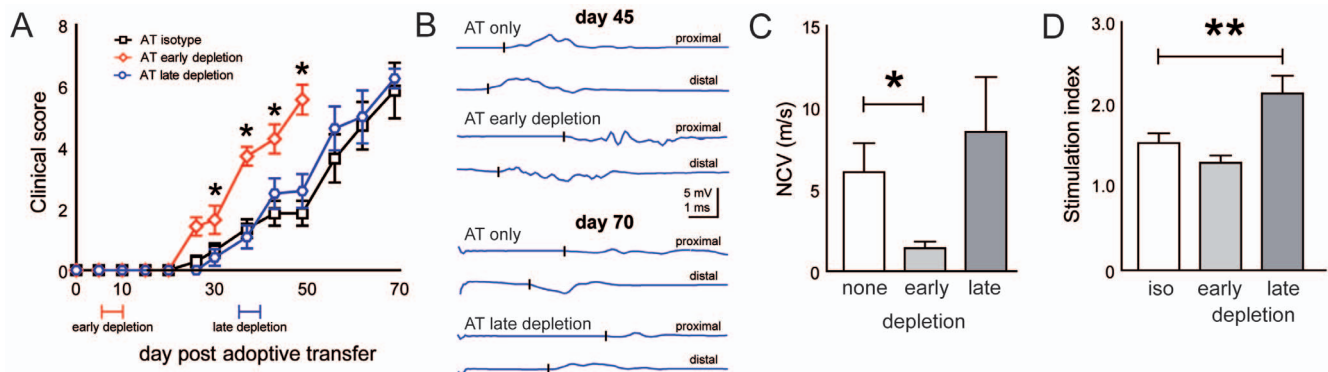 A
Clinical score
8
6
4
2
0
AT isotype
AT early depletion
AT late depletion
*
*
*
*
0
10
30
50
70
early depletion
late depletion
day post adoptive transfer
B
day 45
AT only
proximal
distal
AT early depletion
proximal
distal
5 mV
1 ms
day 70
AT only
proximal
distal
AT late depletion
proximal
distal
C
NCV (m/s)
15
10
5
0
*
none early late
depletion
D
Stimulation index
3.0
2.0
1.0
0
**
iso early late
depletion